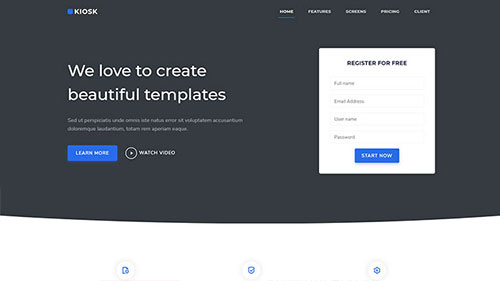 KIOSK
HOME FEATURES SCREENS PRICING CLIENT
We love to create
beautiful templates
Sed ut perspiciatis unde omnis iste natus error sit voluptatem accusantium
doloremque laudantium, totam rem aperiam eaque.
LEARN MORE
WATCH VIDEO
REGISTER FOR FREE
Full name
Email Address
User name
Password
START NOW